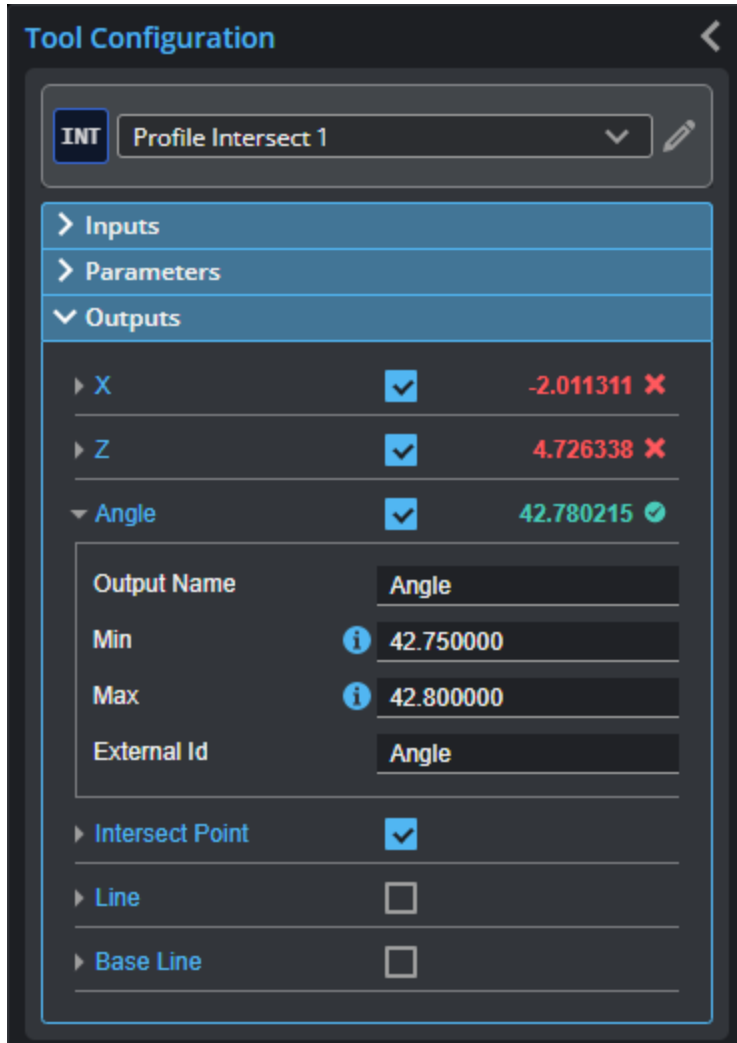 Tool Configuration
INT Profile Intersect 1
Inputs
Parameters
Outputs
X -2.011311
Z 4.726338
Angle 42.780215
Output Name Angle
Min 42.750000
Max 42.800000
External Id Angle
Intersect Point
Line
Base Line